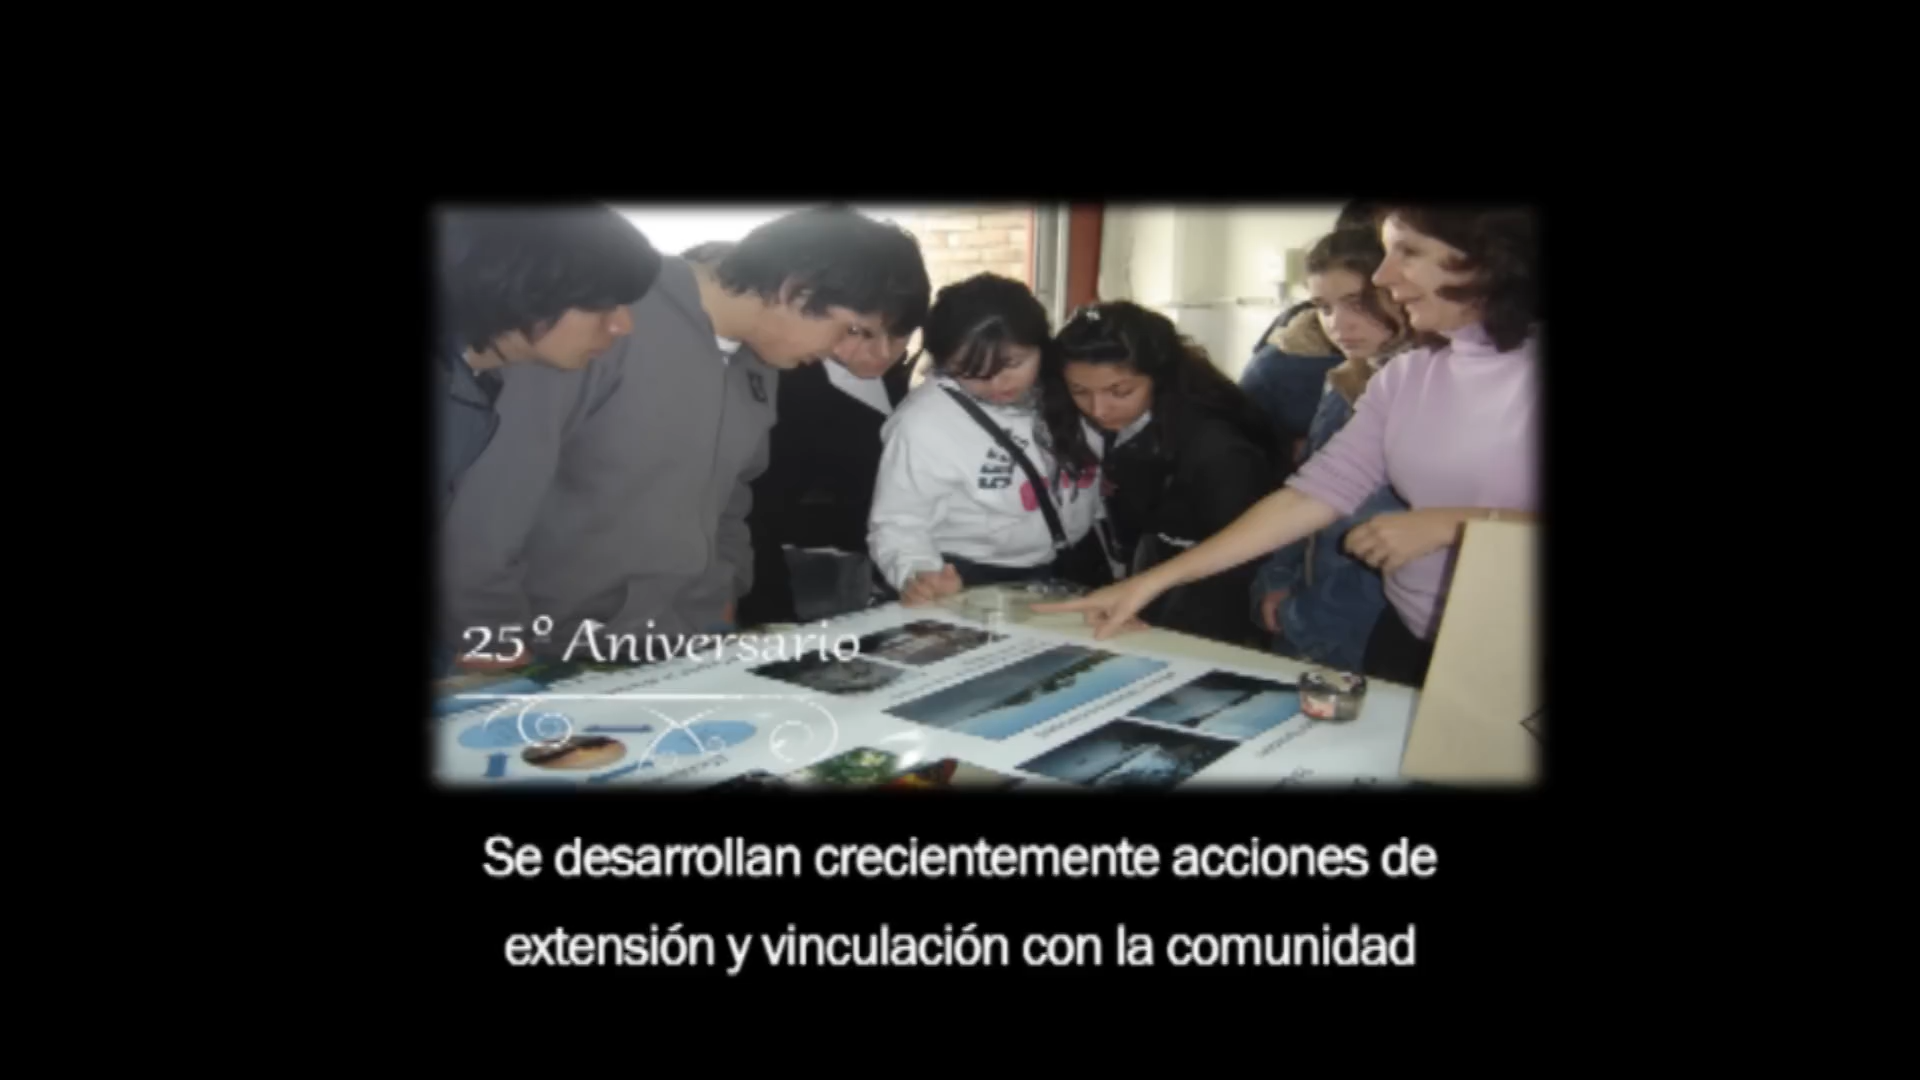 25° Aniversario
Se desarrollan crecientemente acciones de
extensión y vinculación con la comunidad